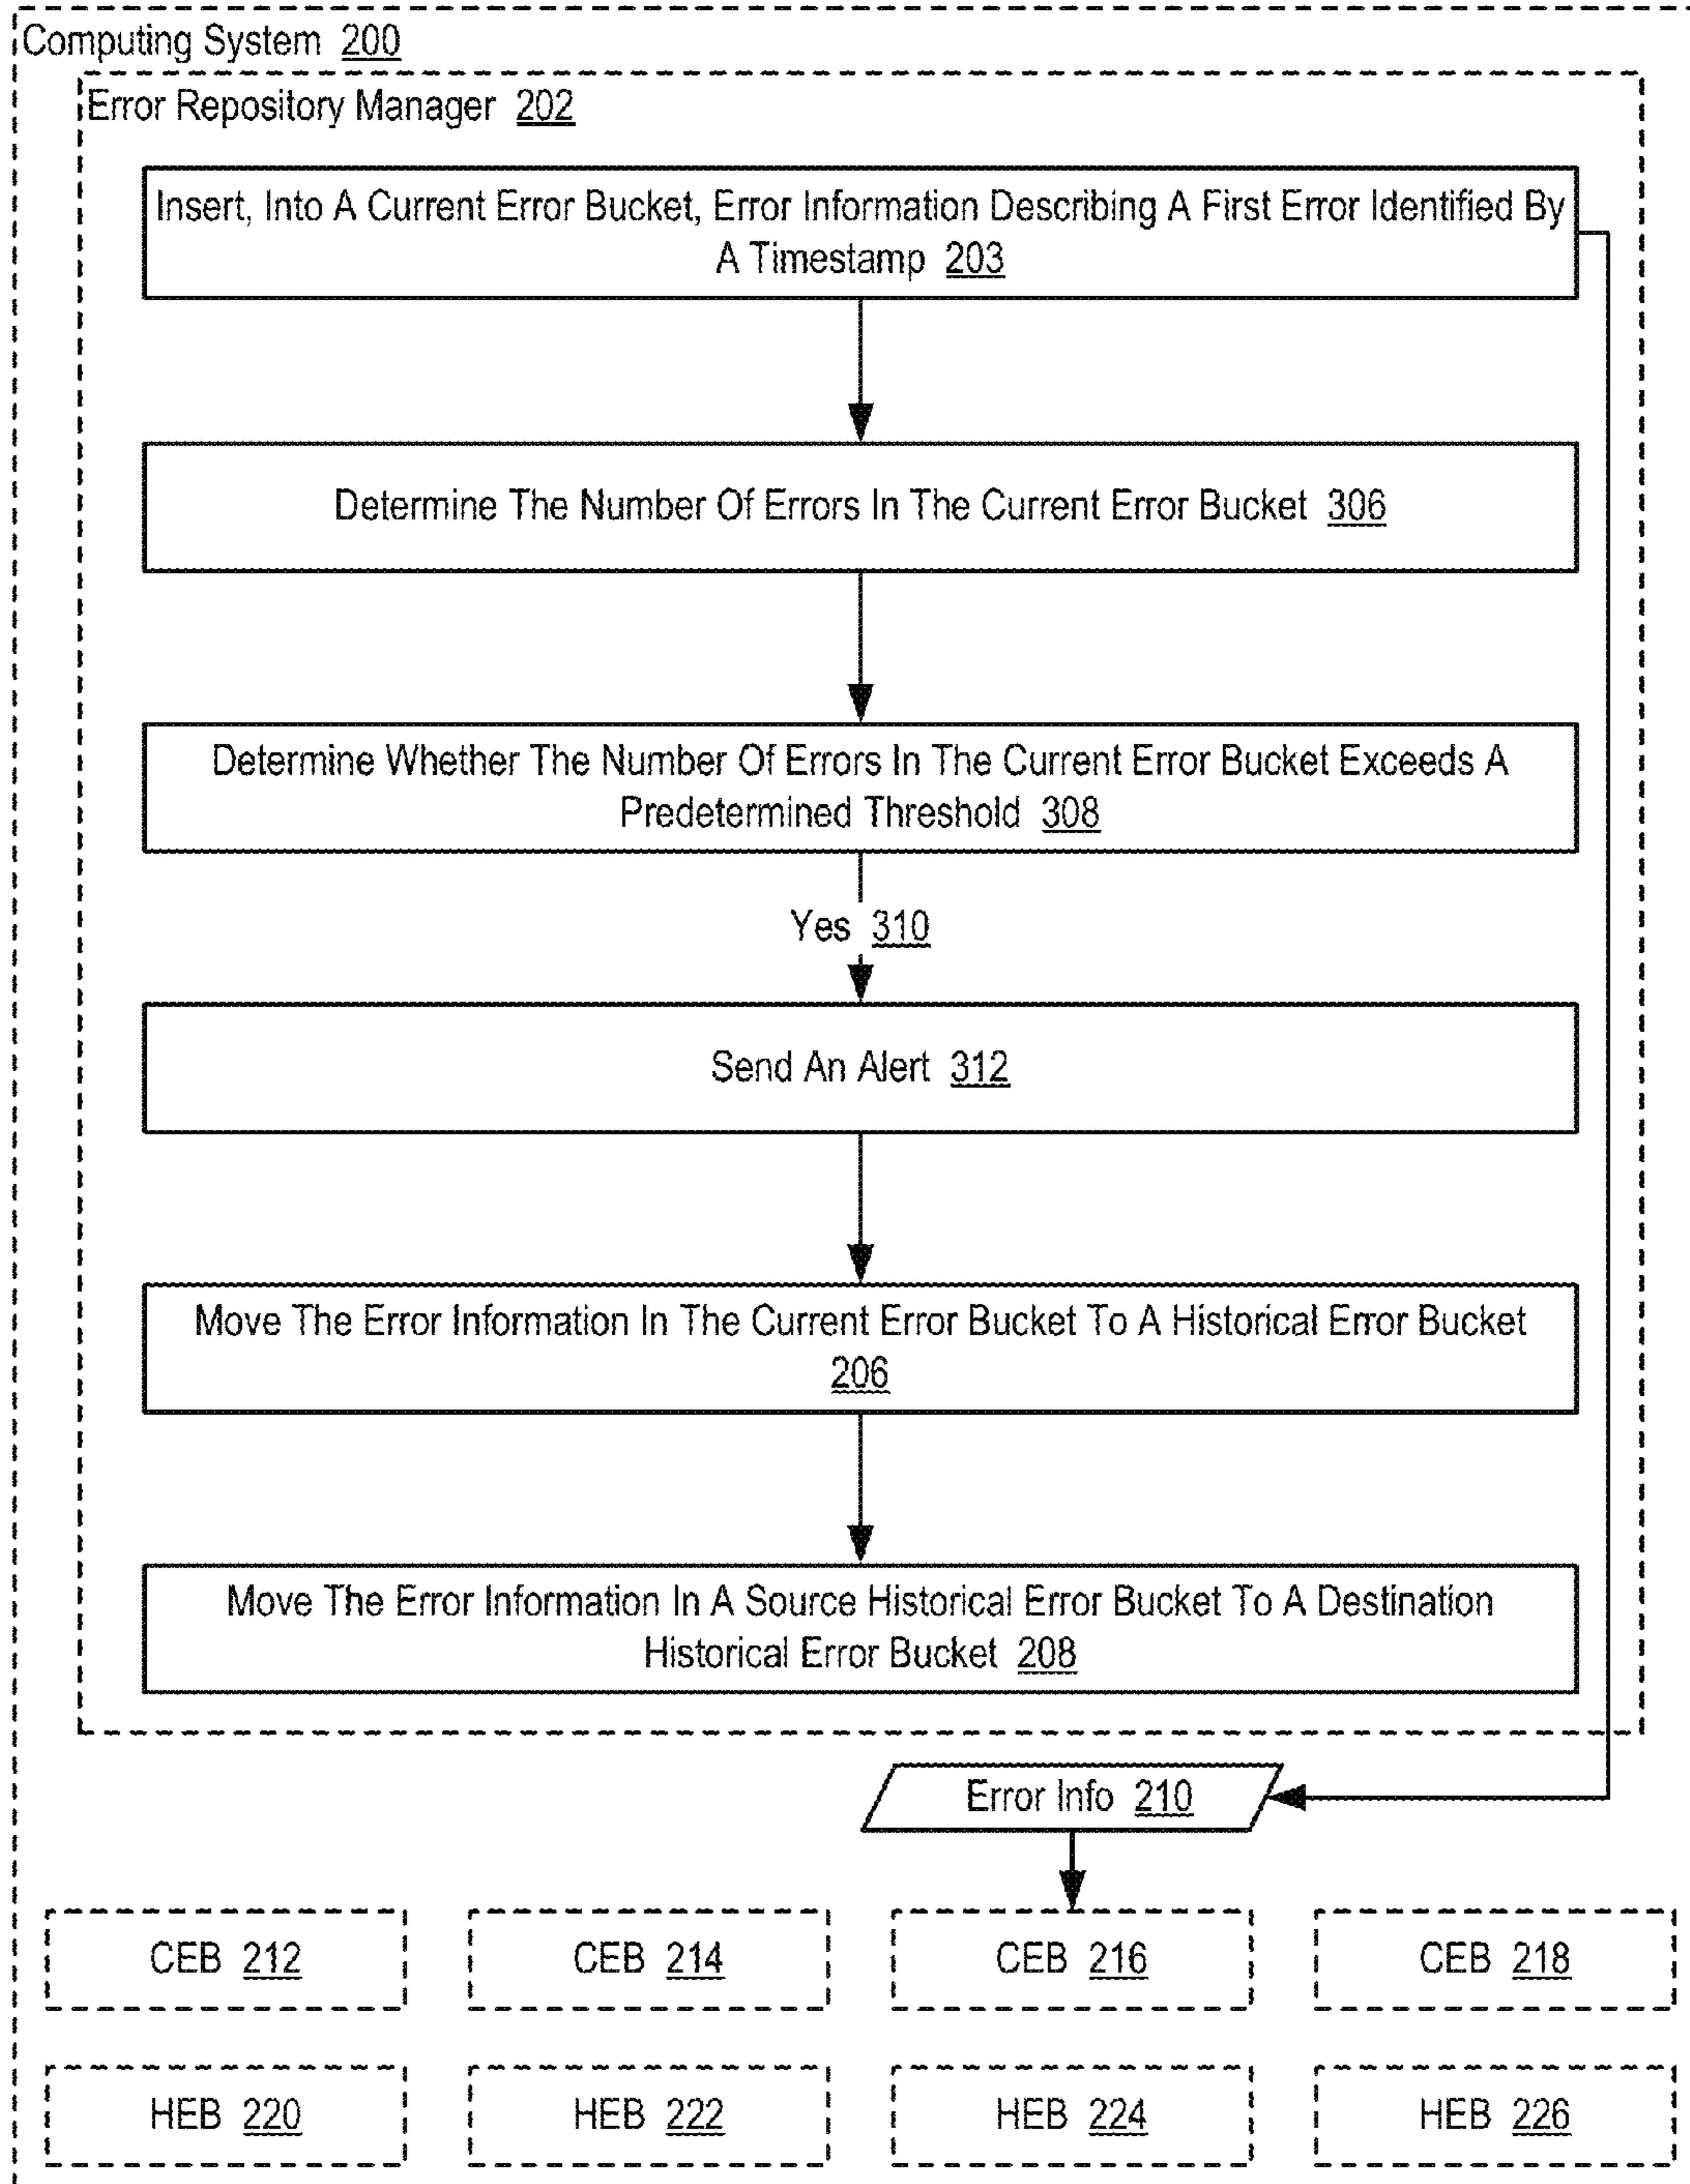 Computing System 200
Error Repository Manager 202
Insert, Into A Current Error Bucket, Error Information Describing A First Error Identified By
A Timestamp 203
Determine The Number Of Errors In The Current Error Bucket 306
Determine Whether The Number Of Errors In The Current Error Bucket Exceeds A
Predetermined Threshold 308
Yes 310
Send An Alert 312
Move The Error Information In The Current Error Bucket To A Historical Error Bucket
206
Move The Error Information In A Source Historical Error Bucket To A Destination
Historical Error Bucket 208
Error Info 210
CEB 212
CEB 214
CEB 216
CEB 218
HEB 220
HEB 222
HEB 224
HEB 226